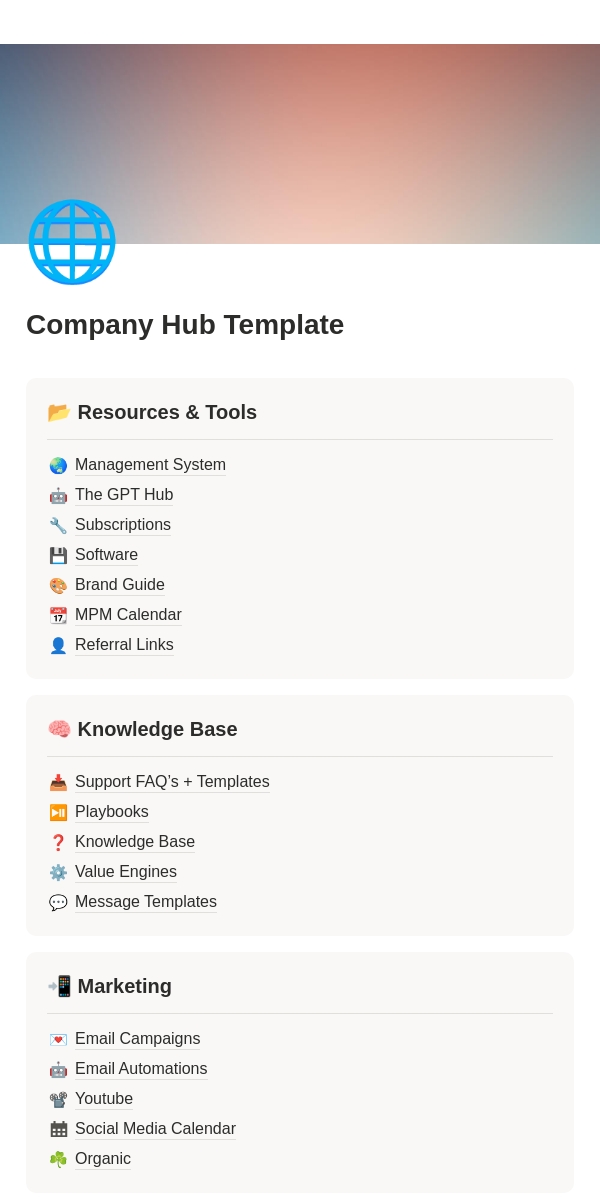 Company Hub Template
Resources & Tools
Management System
The GPT Hub
Subscriptions
Software
Brand Guide
MPM Calendar
Referral Links
Knowledge Base
Support FAQ’s + Templates
Playbooks
Knowledge Base
Value Engines
Message Templates
Marketing
Email Campaigns
Email Automations
Youtube
Social Media Calendar
Organic